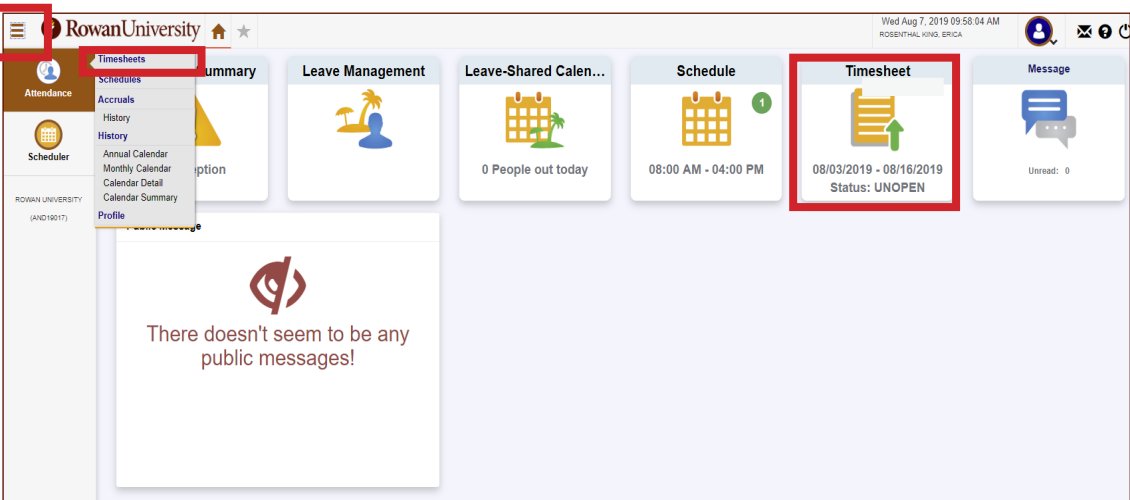 RowanUniversity
Wed Aug 7, 2019 09:58:04 AM
ROSENTHAL KING, ERICA
Attendance
Scheduler
ROWAN UNIVERSITY
(AND19017)
Timesheets
Schedules
Accruals
History
History
Annual Calendar
Monthly Calendar
Calendar Detail
Calendar Summary
Profile
ummary
ption
Leave Management
Leave-Shared Calen...
0 People out today
Schedule
1
08:00 AM - 04:00 PM
Timesheet
08/03/2019 - 08/16/2019
Status: UNOPEN
Message
Unread: 0
Public Message
There doesn't seem to be any
public messages!